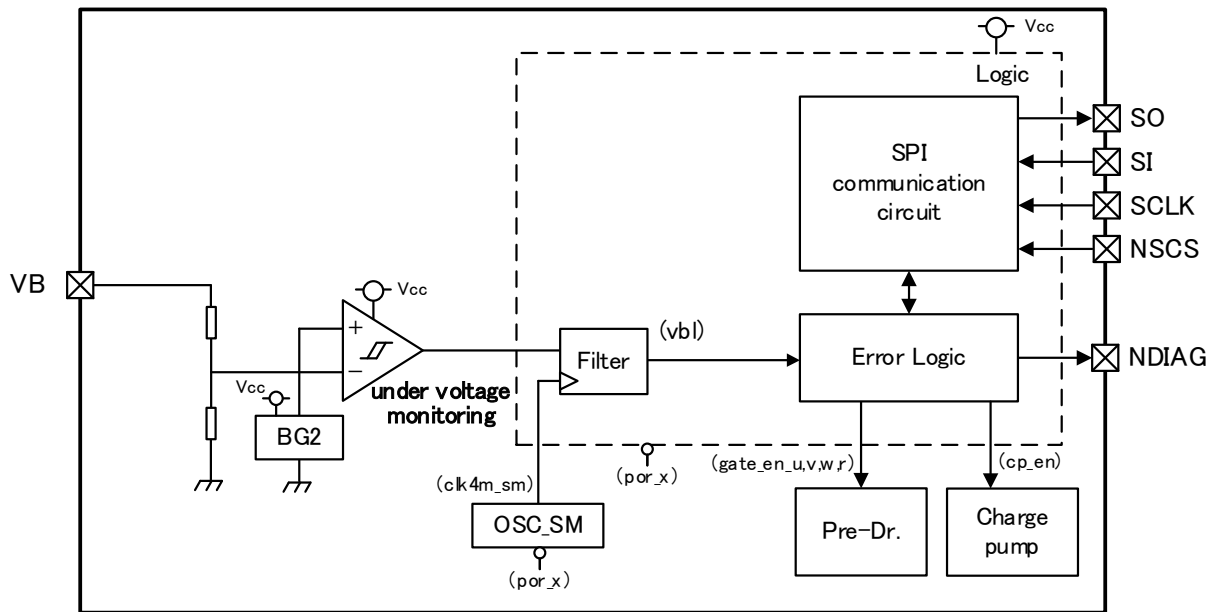 Vcc
Logic
SPI
communication
circuit
SO
SI
SCLK
NSCS
VB
Vcc
+
−
under voltage
monitoring
Vcc
BG2
Filter
(vbl)
Error Logic
NDIAG
(clk4m_sm)
OSC_SM
(por_x)
(por_x)
(gate_en_u,v,w,r)
(cp_en)
Pre-Dr.
Charge
pump